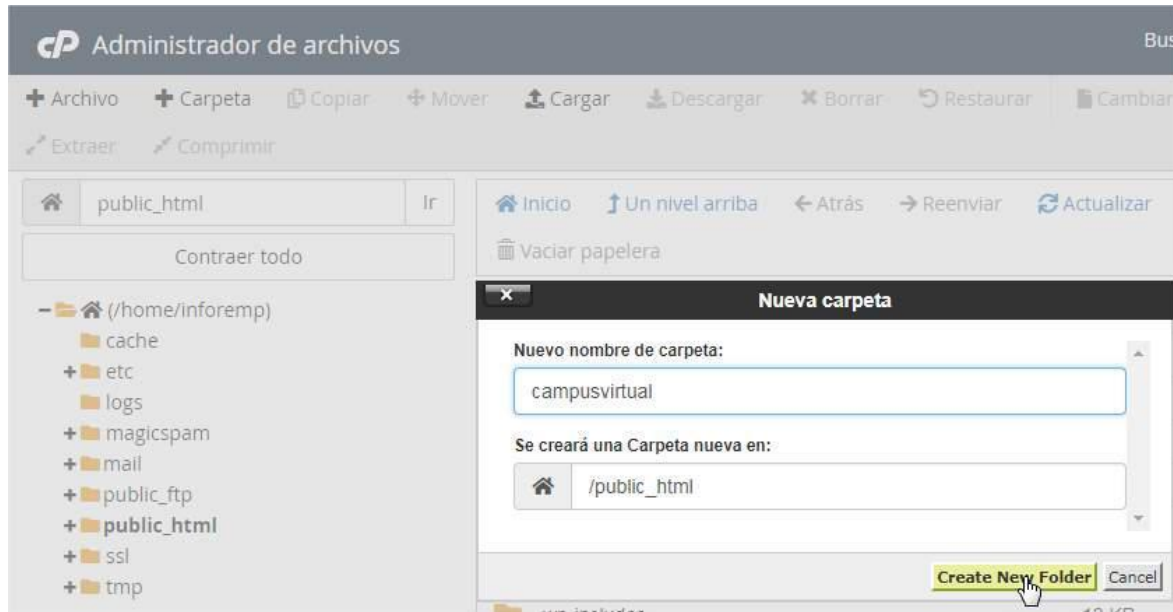 cP Administrador de archivos Bus
Archivo Carpeta Copiar Mover Cargar Descargar Borrar Restaurar Cambiar
Extraer Comprimir
public_html Ir
Contraer todo
(/home/inforemp)
cache
etc
logs
magicspam
mail
public_ftp
public_html
ssl
tmp
Inicio Un nivel arriba Atrás Reenviar Actualizar
Vaciar papelera
Nueva carpeta
Nuevo nombre de carpeta:
campusvirtual
Se creará una Carpeta nueva en:
/public_html
Create New Folder Cancel